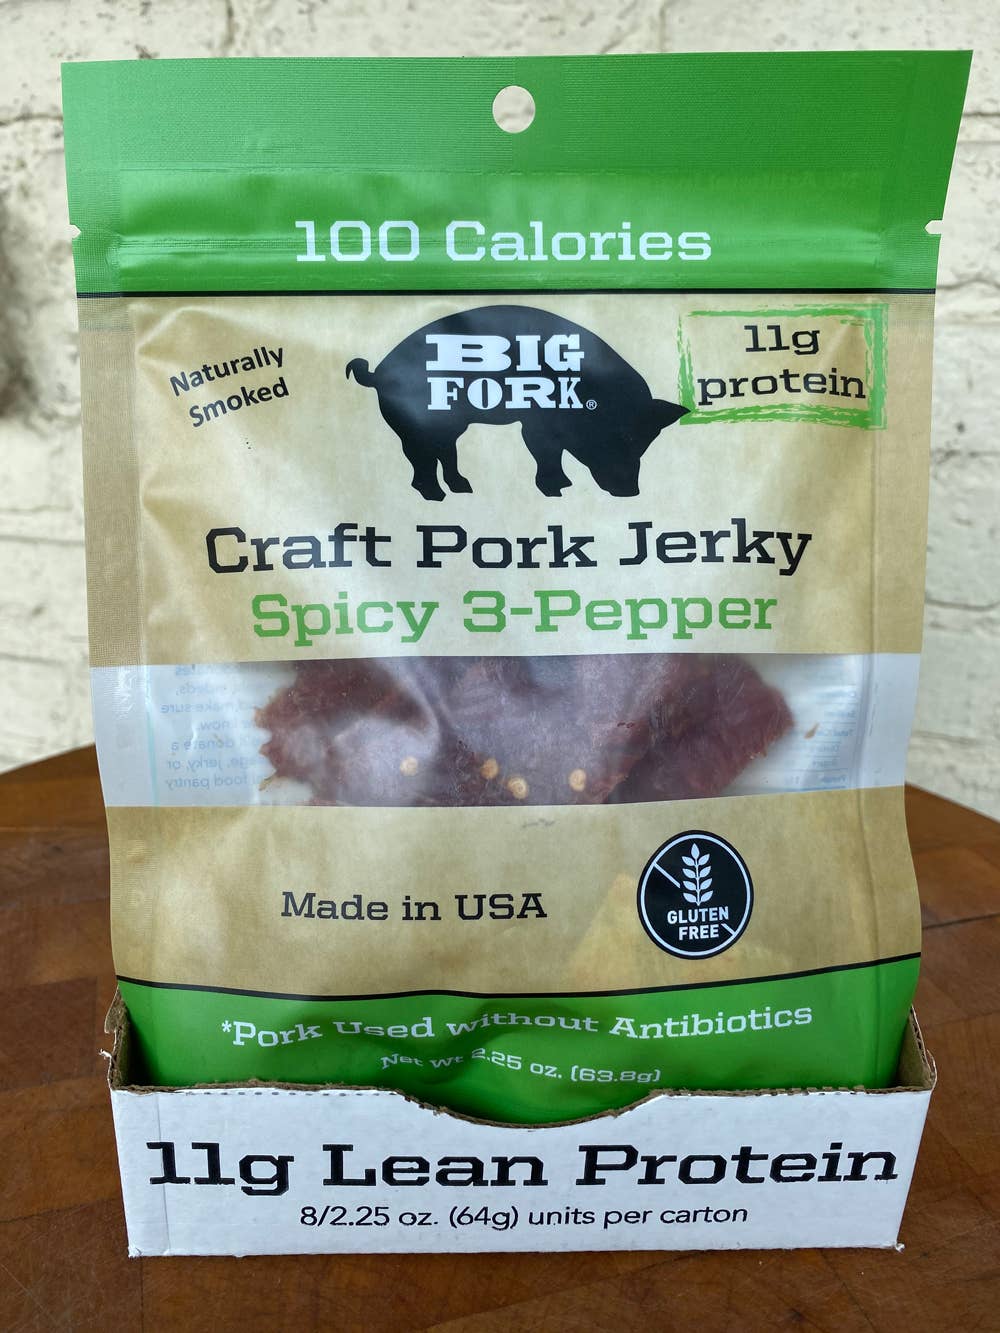 100 Calories
Naturally
Smoked
BIG
FORK®
11g
protein
Craft Pork Jerky
Spicy 3-Pepper
Made in USA
GLUTEN
FREE
*Pork Used without Antibiotics
Net Wt 2.25 oz. (63.8g)
11g Lean Protein
8/2.25 oz. (64g) units per carton